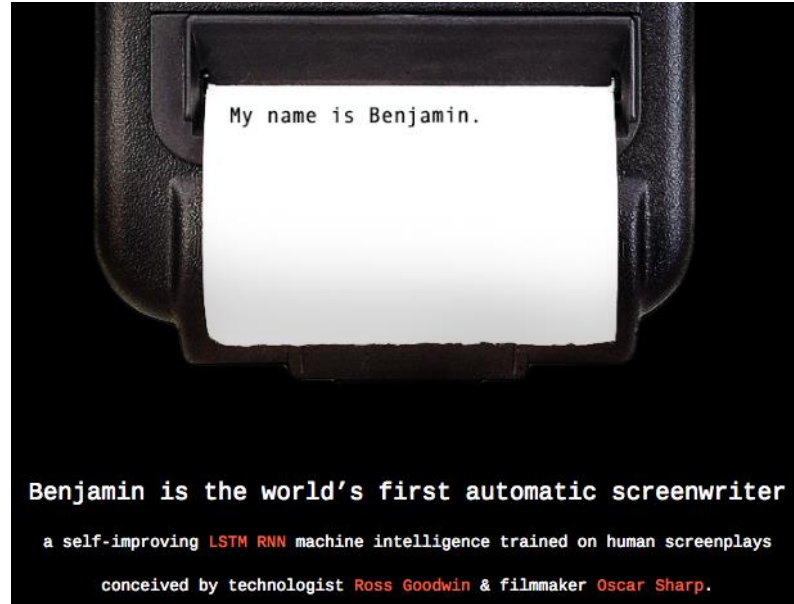 My name is Benjamin.
Benjamin is the world’s first automatic screenwriter
a self-improving LSTM RNN machine intelligence trained on human screenplays
conceived by technologist Ross Goodwin & filmmaker Oscar Sharp.